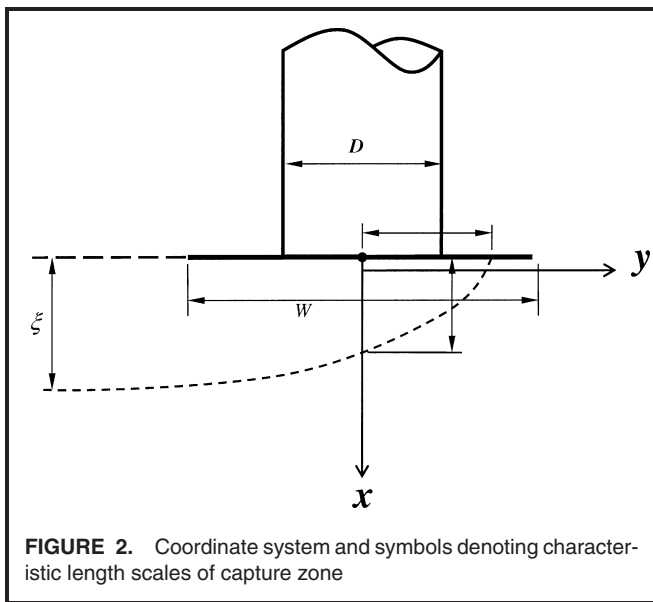 D
y
W
ξ
x
FIGURE 2. Coordinate system and symbols denoting character-
istic length scales of capture zone